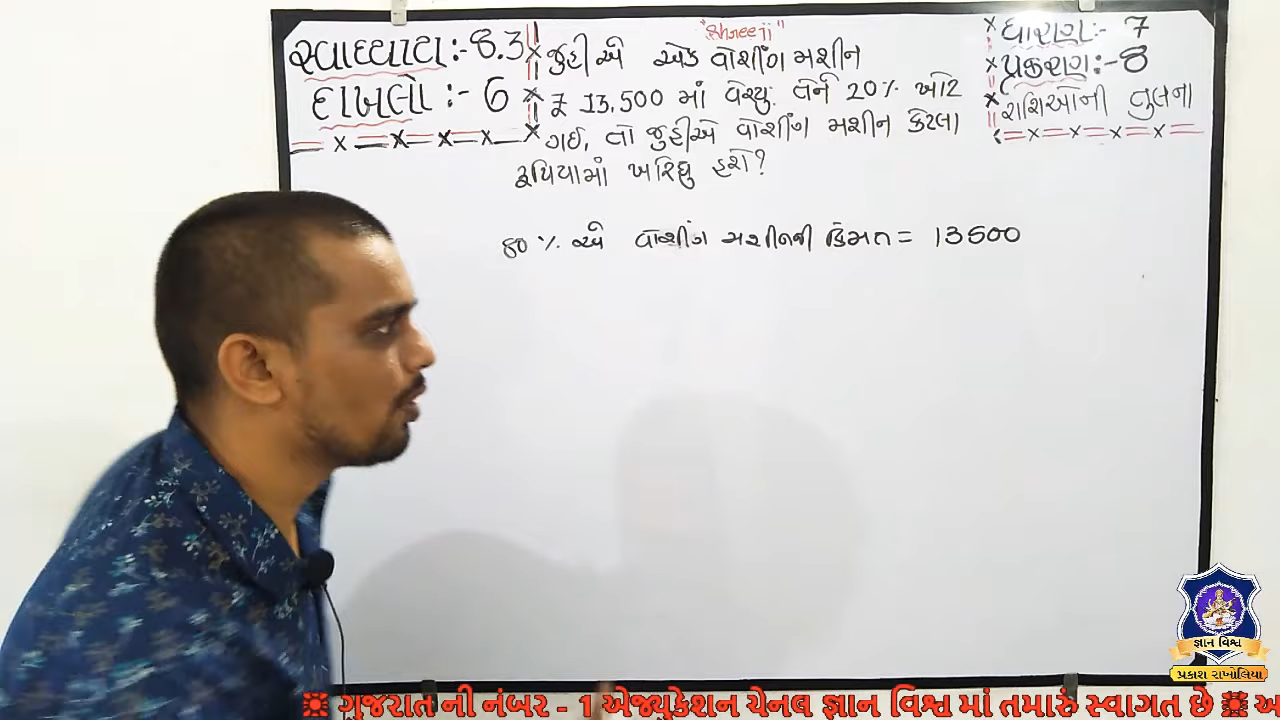 સ્વાધ્યાય:- 8.3
દાખલો :- 6
"Shreeji"
જુહીએ એક વોશીંગ મશીન
₹ 13,500 માં વેચ્યુ. તેને 20% ખોટ
ગઈ, તો જુહીએ વોશીંગ મશીન કેટલા
રૂપિયામાં ખરિધુ હશે?
ધોરણ:- 7
પ્રકરણ:- 8
રાશિઓની તુલના
80 % એ વોશીંગ મશીનની કિંમત = 13500
જ્ઞાન વિશ્વ
પ્રકાશ રાખોલિયા
ગુજરાત ની નંબર - 1 એજ્યુકેશન ચેનલ જ્ઞાન વિશ્વ માં તમારું સ્વાગત છે